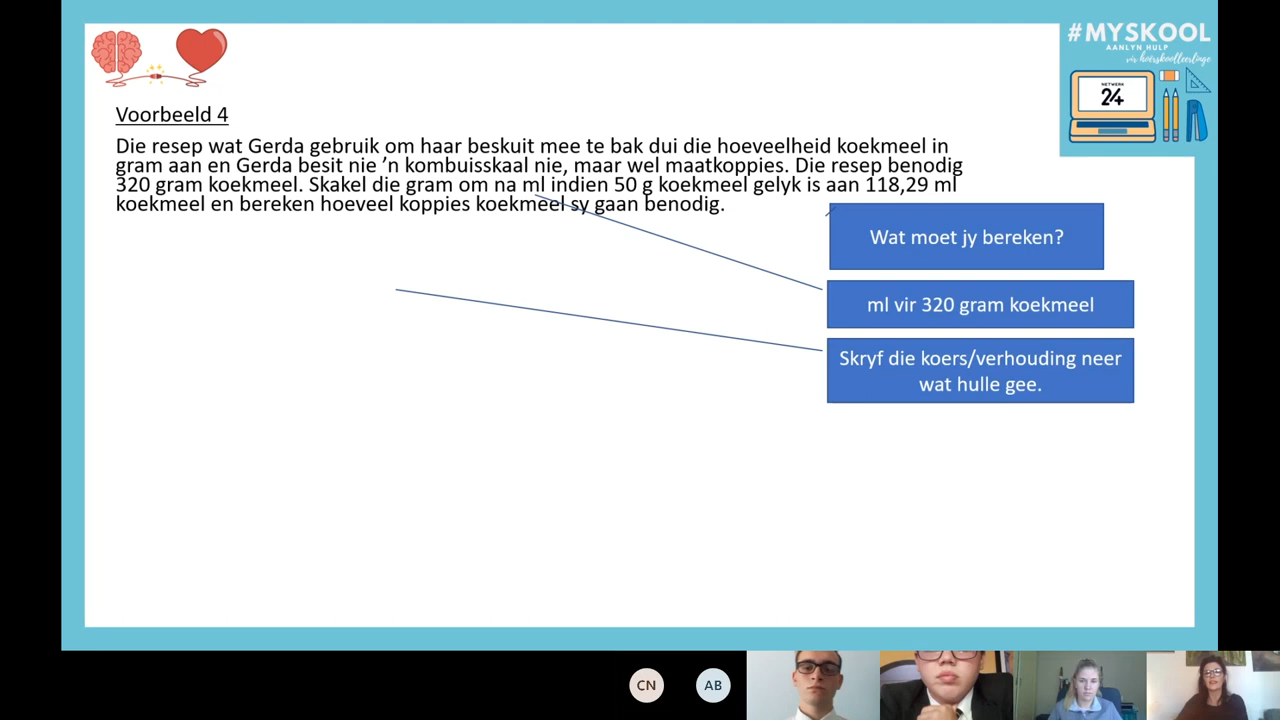 #MYSKOOL
AANLYN HULP
vir hoërskoolleerlinge
NETWERK
24
Voorbeeld 4
Die resep wat Gerda gebruik om haar beskuit mee te bak dui die hoeveelheid koekmeel in
gram aan en Gerda besit nie ’n kombuisskaal nie, maar wel maatkoppies. Die resep benodig
320 gram koekmeel. Skakel die gram om na ml indien 50 g koekmeel gelyk is aan 118,29 ml
koekmeel en bereken hoeveel koppies koekmeel sy gaan benodig.
Wat moet jy bereken?
ml vir 320 gram koekmeel
Skryf die koers/verhouding neer
wat hulle gee.
CN
AB